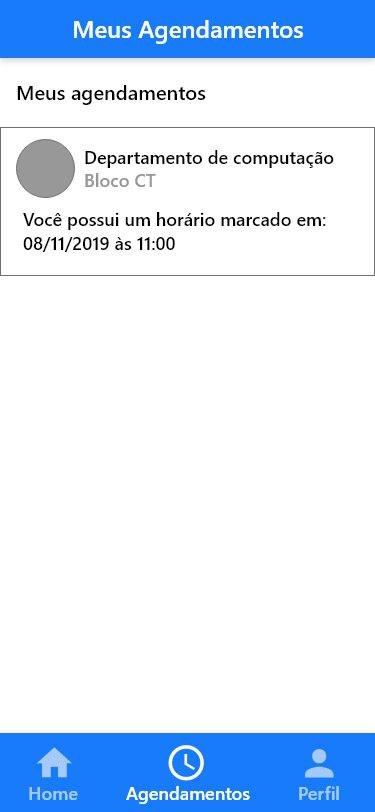 Meus Agendamentos
Meus agendamentos
Departamento de computação
Bloco CT
Você possui um horário marcado em:
08/11/2019 às 11:00
Home
Agendamentos
Perfil